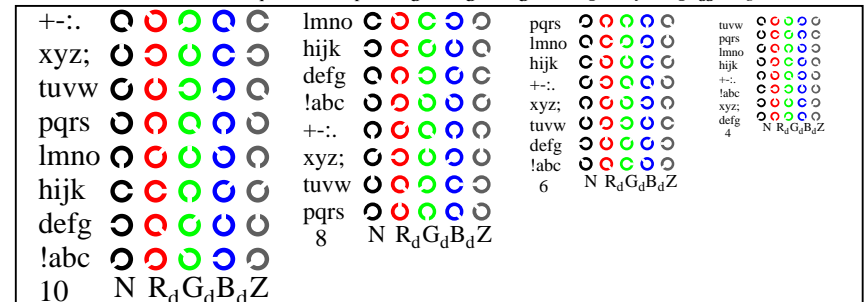 +-:.
xyz;
tuvw
pqrs
lmno
hijk
defg
!abc
10 N RdGdBdZ
lmno
hijk
defg
!abc
+-:.
xyz;
tuvw
pqrs
8 N RdGdBdZ
pqrs
lmno
hijk
+-:.
xyz;
tuvw
defg
!abc
6 N RdGdBdZ
tuvw
pqrs
lmno
hijk
+-:.
!abc
xyz;
defg
4 N RdGdBdZ